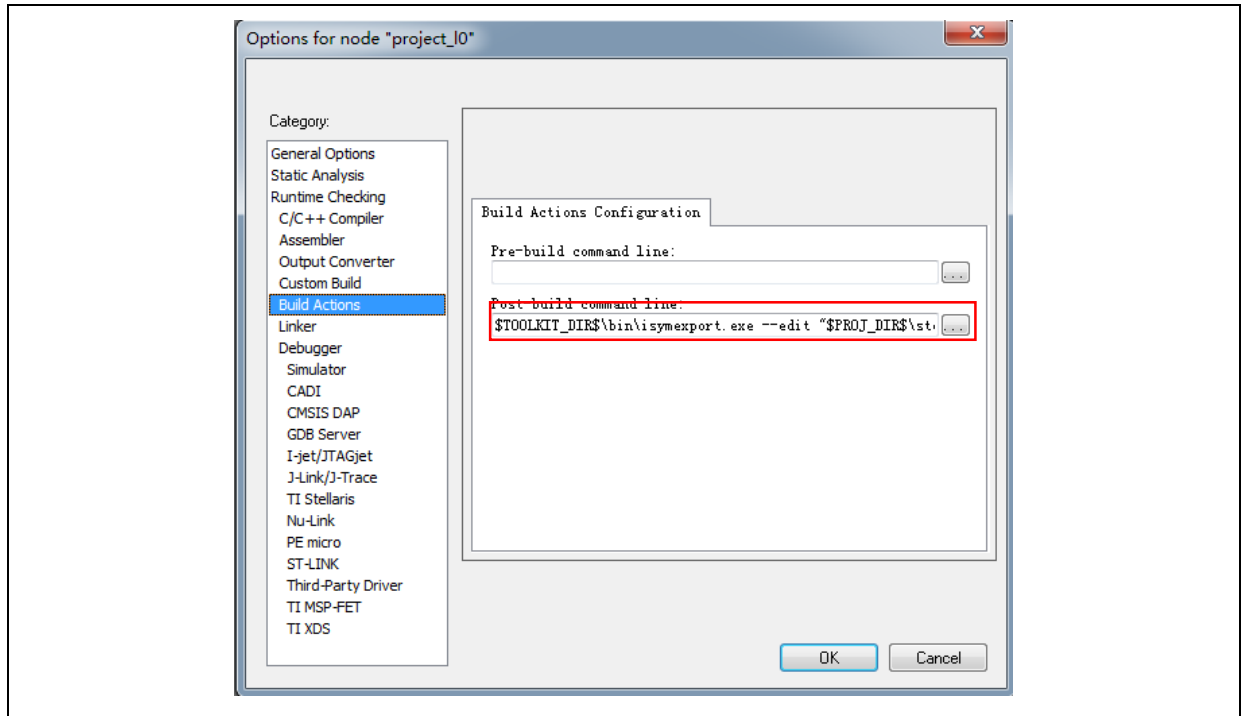 Options for node "project_l0"
Category:
General Options
Static Analysis
Runtime Checking
C/C++ Compiler
Assembler
Output Converter
Custom Build
Build Actions
Linker
Debugger
Simulator
CADI
CMSIS DAP
GDB Server
I-jet/JTAGjet
J-Link/J-Trace
TI Stellaris
Nu-Link
PE micro
ST-LINK
Third-Party Driver
TI MSP-FET
TI XDS
Build Actions Configuration
Pre-build command line:
...
Post-build command line:
$TOOLKIT_DIR$\bin\isymexport.exe --edit “$PROJ_DIR$\st
...
OK
Cancel